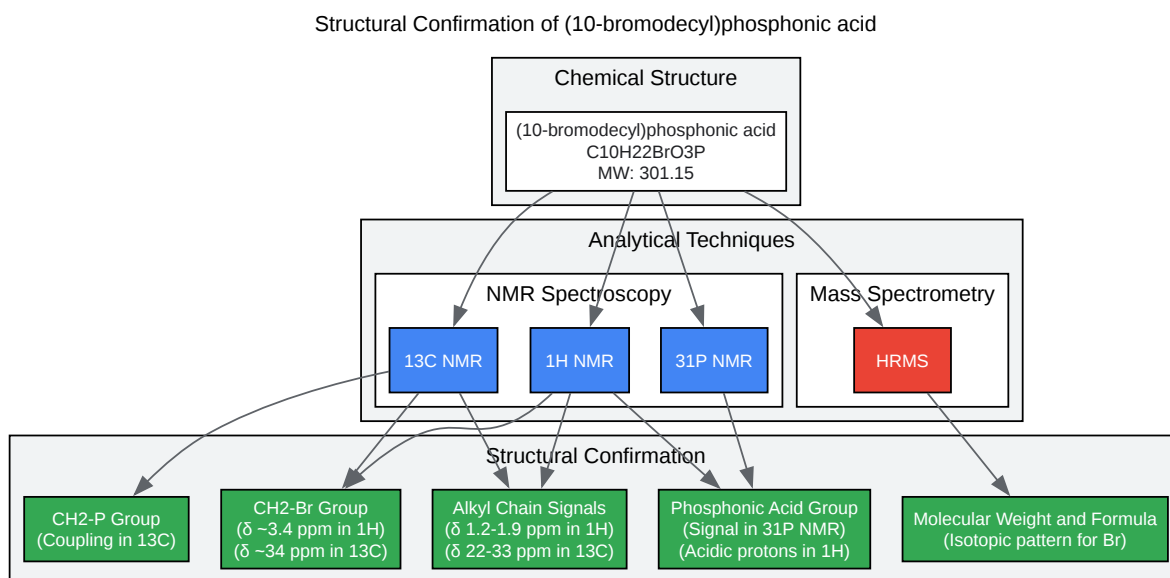 Structural Confirmation of (10-bromodecyl)phosphonic acid
Chemical Structure
(10-bromodecyl)phosphonic acid
C10H22BrO3P
MW: 301.15
Analytical Techniques
NMR Spectroscopy
Mass Spectrometry
13C NMR
1H NMR
31P NMR
HRMS
Structural Confirmation
CH2-P Group
(Coupling in 13C)
CH2-Br Group
(δ ~3.4 ppm in 1H)
(δ ~34 ppm in 13C)
Alkyl Chain Signals
(δ 1.2-1.9 ppm in 1H)
(δ 22-33 ppm in 13C)
Phosphonic Acid Group
(Signal in 31P NMR)
(Acidic protons in 1H)
Molecular Weight and Formula
(Isotopic pattern for Br)